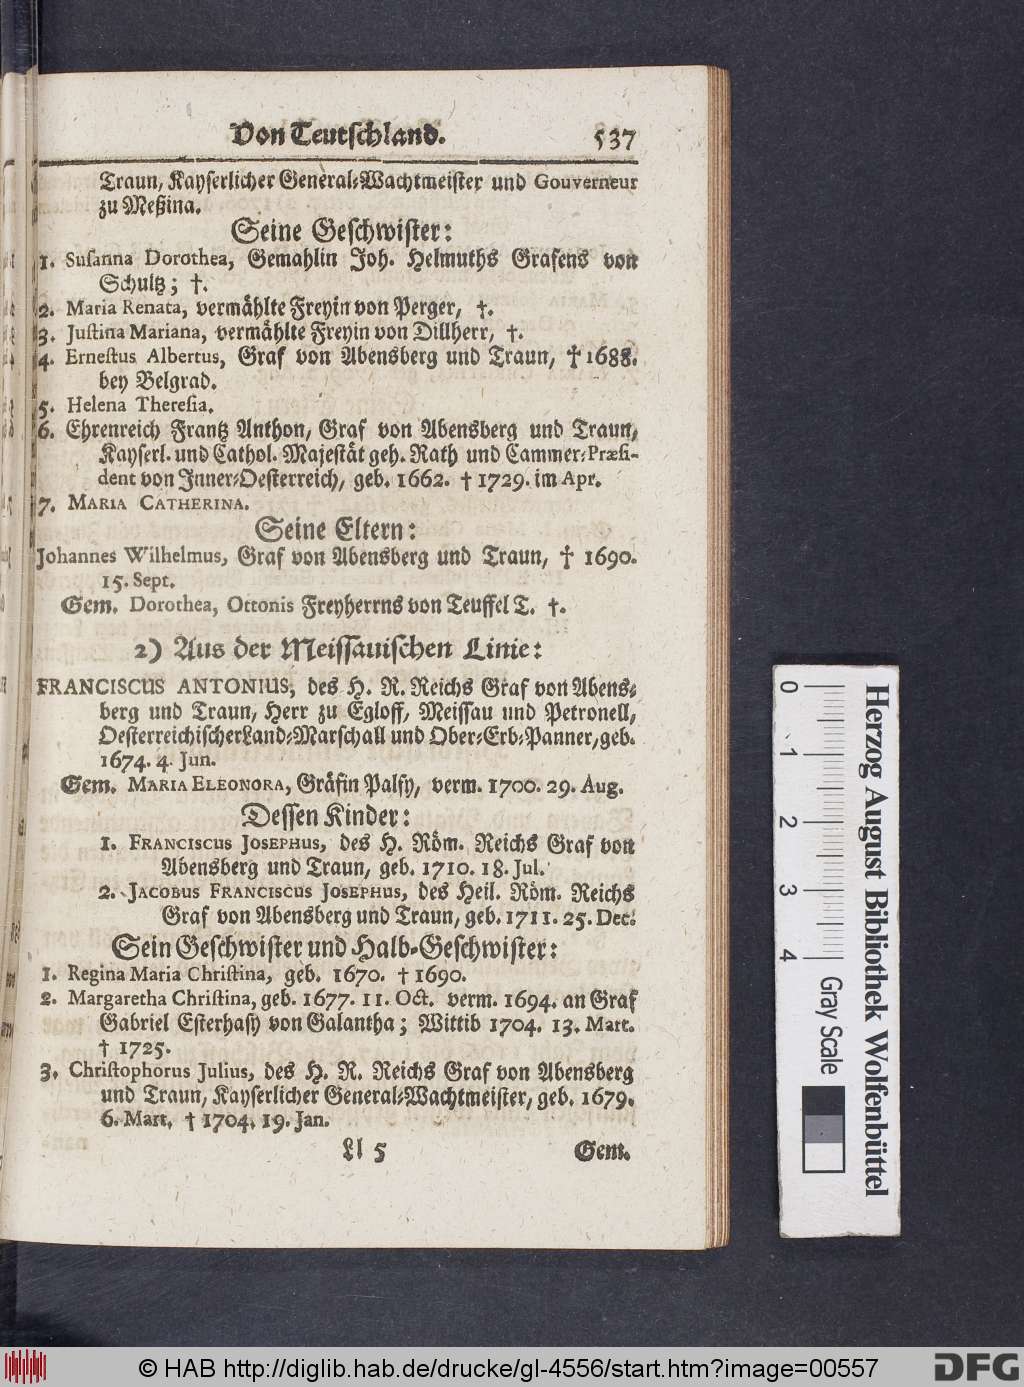 Von Teutſchland. 537
Traun, Kayſerlicher General-Wachtmeiſter und Gouverneur
zu Meßina.
Seine Geſchwiſter:
1. Suſanna Dorothea, Gemahlin Joh. Helmuths Grafens von
Schultz; †.
2. Maria Renata, vermählte Freyin von Perger, †.
3. Juſtina Mariana, vermählte Freyin von Dillherr, †.
4. Erneſtus Albertus, Graf von Abensberg und Traun, † 1688.
bey Belgrad.
5. Helena Thereſia.
6. Ehrenreich Frantz Anthon, Graf von Abensberg und Traun,
Kayſerl. und Cathol. Majeſtät geh. Rath und Cammer-Præſi-
dent von Inner-Oeſterreich, geb. 1662. † 1729. im Apr.
7. MARIA CATHERINA.
Seine Eltern:
Johannes Wilhelmus, Graf von Abensberg und Traun, † 1690.
15. Sept.
Gem. Dorothea, Ottonis Freyherrns von Teuffel T. †.
2) Aus der Meiſſauiſchen Linie:
FRANCISCUS ANTONIUS, des H. R. Reichs Graf von Abens-
berg und Traun, Herr zu Egloff, Meiſſau und Petronell,
Oeſterreichiſcher Land-Marſchall und Ober-Erb-Panner, geb.
1674. 4. Jun.
Gem. MARIA ELEONORA, Gräfin Palfy, verm. 1700. 29. Aug.
Deſſen Kinder:
1. FRANCISCUS JOSEPHUS, des H. Röm. Reichs Graf von
Abensberg und Traun, geb. 1710. 18. Jul.
2. JACOBUS FRANCISCUS JOSEPHUS, des Heil. Röm. Reichs
Graf von Abensberg und Traun, geb. 1711. 25. Dec.
Sein Geſchwiſter und Halb-Geſchwiſter:
1. Regina Maria Chriſtina, geb. 1670. † 1690.
2. Margaretha Chriſtina, geb. 1677. 11. Oct. verm. 1694. an Graf
Gabriel Eſterhaſy von Galantha; Wittib 1704. 13. Mart.
† 1725.
3. Chriſtophorus Julius, des H. R. Reichs Graf von Abensberg
und Traun, Kayſerlicher General-Wachtmeiſter, geb. 1679.
6. Mart. † 1704. 19. Jan.
Ll 5 Gem.
0 1 2 3 4 Gray Scale
Herzog August Bibliothek Wolfenbüttel
© HAB http://diglib.hab.de/drucke/gl-4556/start.htm?image=00557
DFG